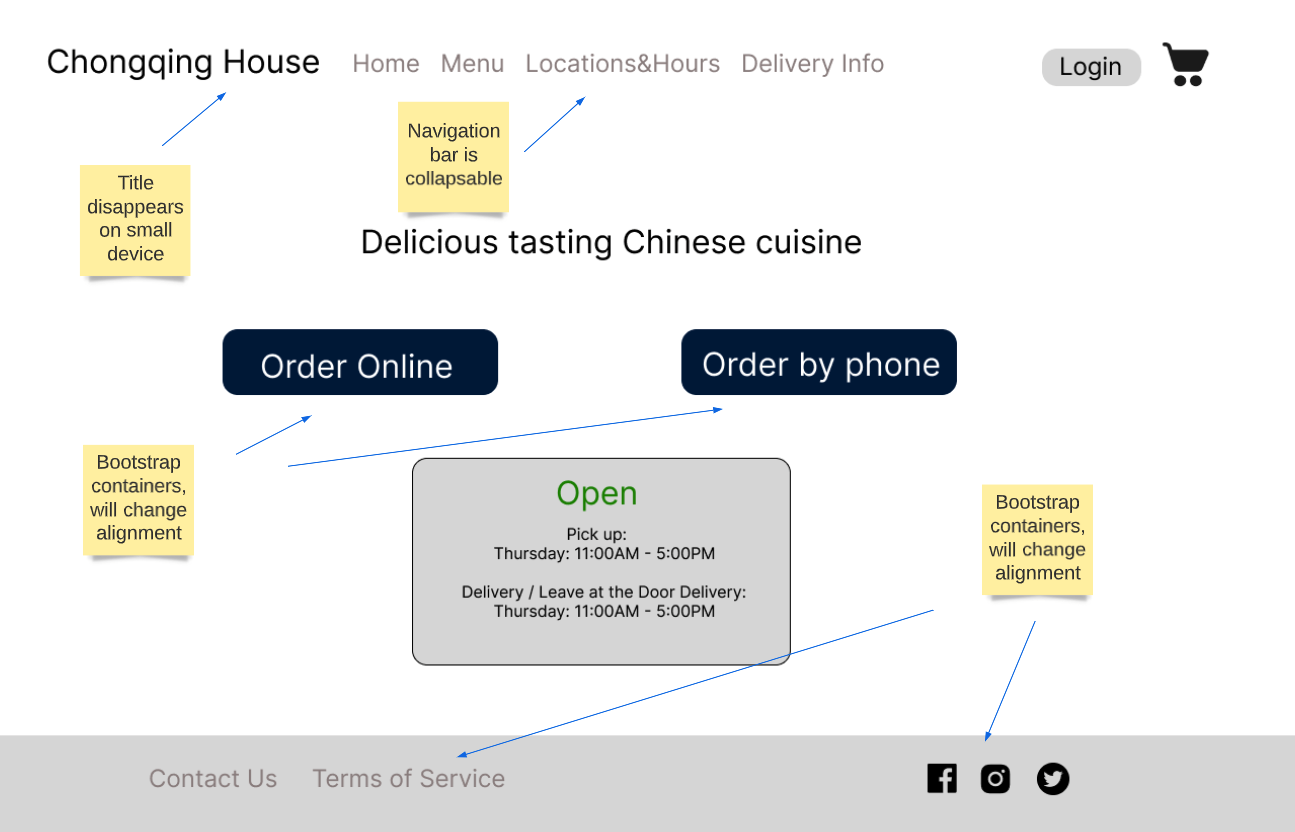 Chongqing House Home Menu Locations&Hours Delivery Info Login
Navigation
bar is
collapsable
Title
disappears
on small
device
Delicious tasting Chinese cuisine
Order Online Order by phone
Bootstrap
containers,
will change
alignment
Open
Pick up:
Thursday: 11:00AM - 5:00PM
Delivery / Leave at the Door Delivery:
Thursday: 11:00AM - 5:00PM
Bootstrap
containers,
will change
alignment
Contact Us Terms of Service